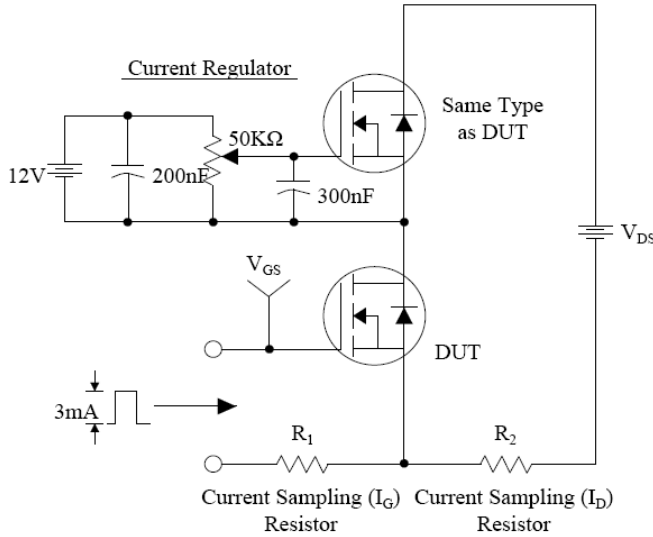 Current Regulator
Same Type
as DUT
50KΩ
12V
200nF
300nF
V_DS
V_GS
DUT
3mA
R_1
R_2
Current Sampling (I_G)
Resistor
Current Sampling (I_D)
Resistor